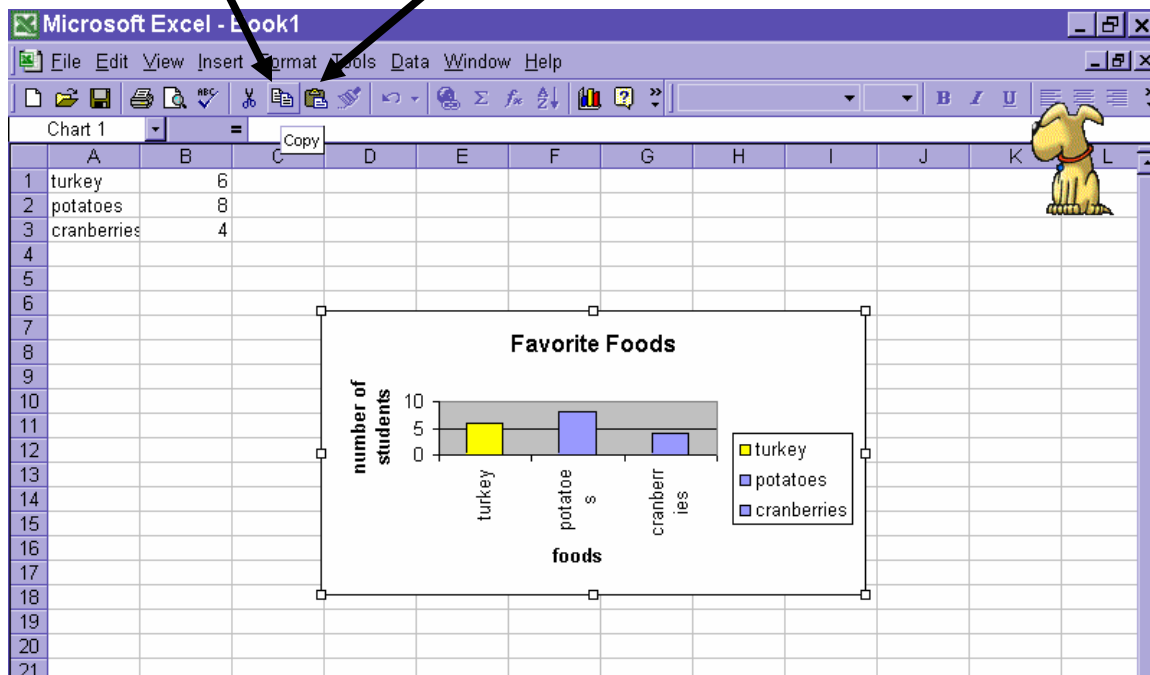 Microsoft Excel - Book1
File Edit View Insert Format Tools Data Window Help
ABC Σ fx B I U
Chart 1 =
Copy
A B C D E F G H I J K L
1 turkey 6
2 potatoes 8
3 cranberries 4
4
5
6
7
8
9
10
11
12
13
14
15
16
17
18
19
20
21
Favorite Foods
number of
students
10
5
0
turkey
potatoe
s
cranberr
ies
foods
turkey
potatoes
cranberries